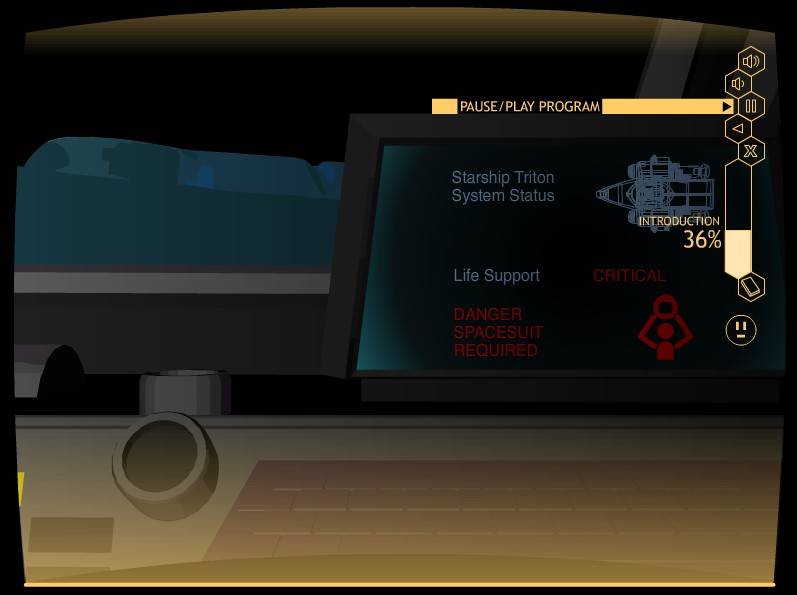 PAUSE/PLAY PROGRAM
Starship Triton
System Status
INTRODUCTION
36%
Life Support CRITICAL
DANGER
SPACESUIT
REQUIRED